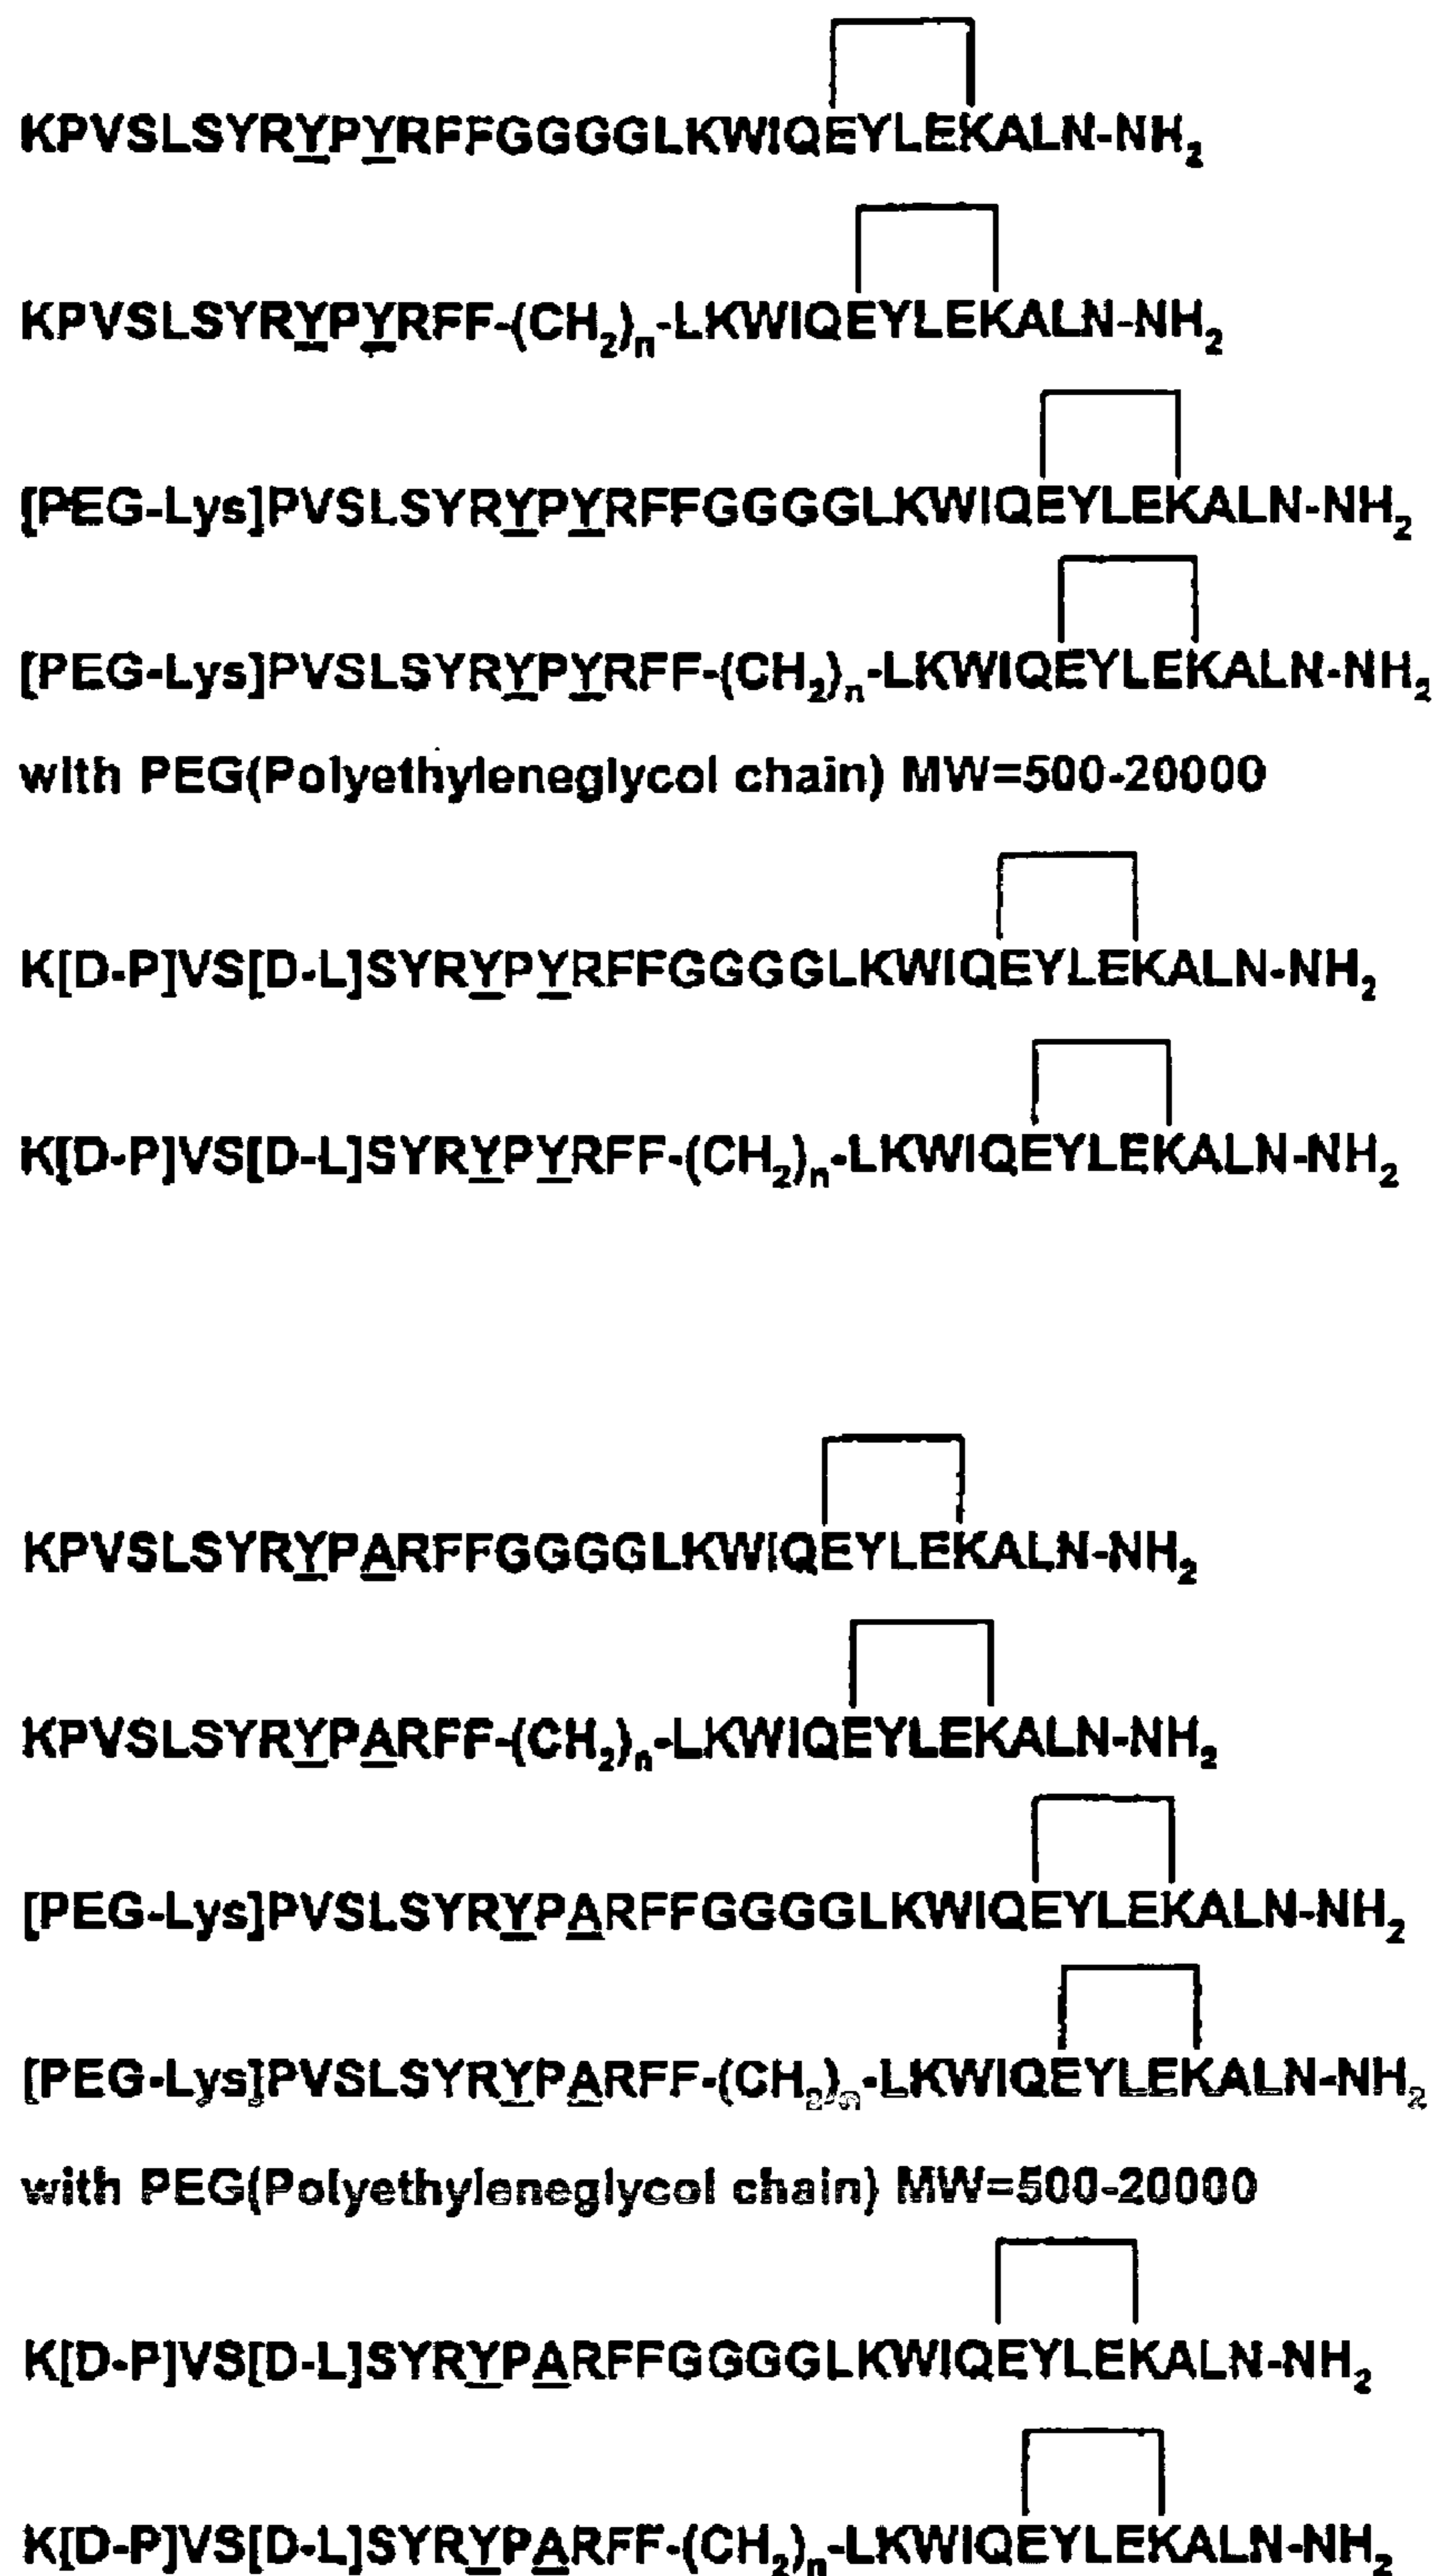 KPVSLSYRYPYRFFGGGGLKWIQEYLEKALN-NH2
KPVSLSYRYPYRFF-(CH2)n-LKWIQEYLEKALN-NH2
[PEG-Lys]PVSLSYRYPYRFFGGGGLKWIQEYLEKALN-NH2
[PEG-Lys]PVSLSYRYPYRFF-(CH2)n-LKWIQEYLEKALN-NH2
with PEG(Polyethyleneglycol chain) MW=500-20000
K[D-P]VS[D-L]SYRYPYRFFGGGGLKWIQEYLEKALN-NH2
K[D-P]VS[D-L]SYRYPYRFF-(CH2)n-LKWIQEYLEKALN-NH2
KPVSLSYRYPARFFGGGGLKWIQEYLEKALN-NH2
KPVSLSYRYPARFF-(CH2)n-LKWIQEYLEKALN-NH2
[PEG-Lys]PVSLSYRYPARFFGGGGLKWIQEYLEKALN-NH2
[PEG-Lys]PVSLSYRYPARFF-(CH2)n-LKWIQEYLEKALN-NH2
with PEG(Polyethyleneglycol chain) MW=500-20000
K[D-P]VS[D-L]SYRYPARFFGGGGLKWIQEYLEKALN-NH2
K[D-P]VS[D-L]SYRYPARFF-(CH2)n-LKWIQEYLEKALN-NH2